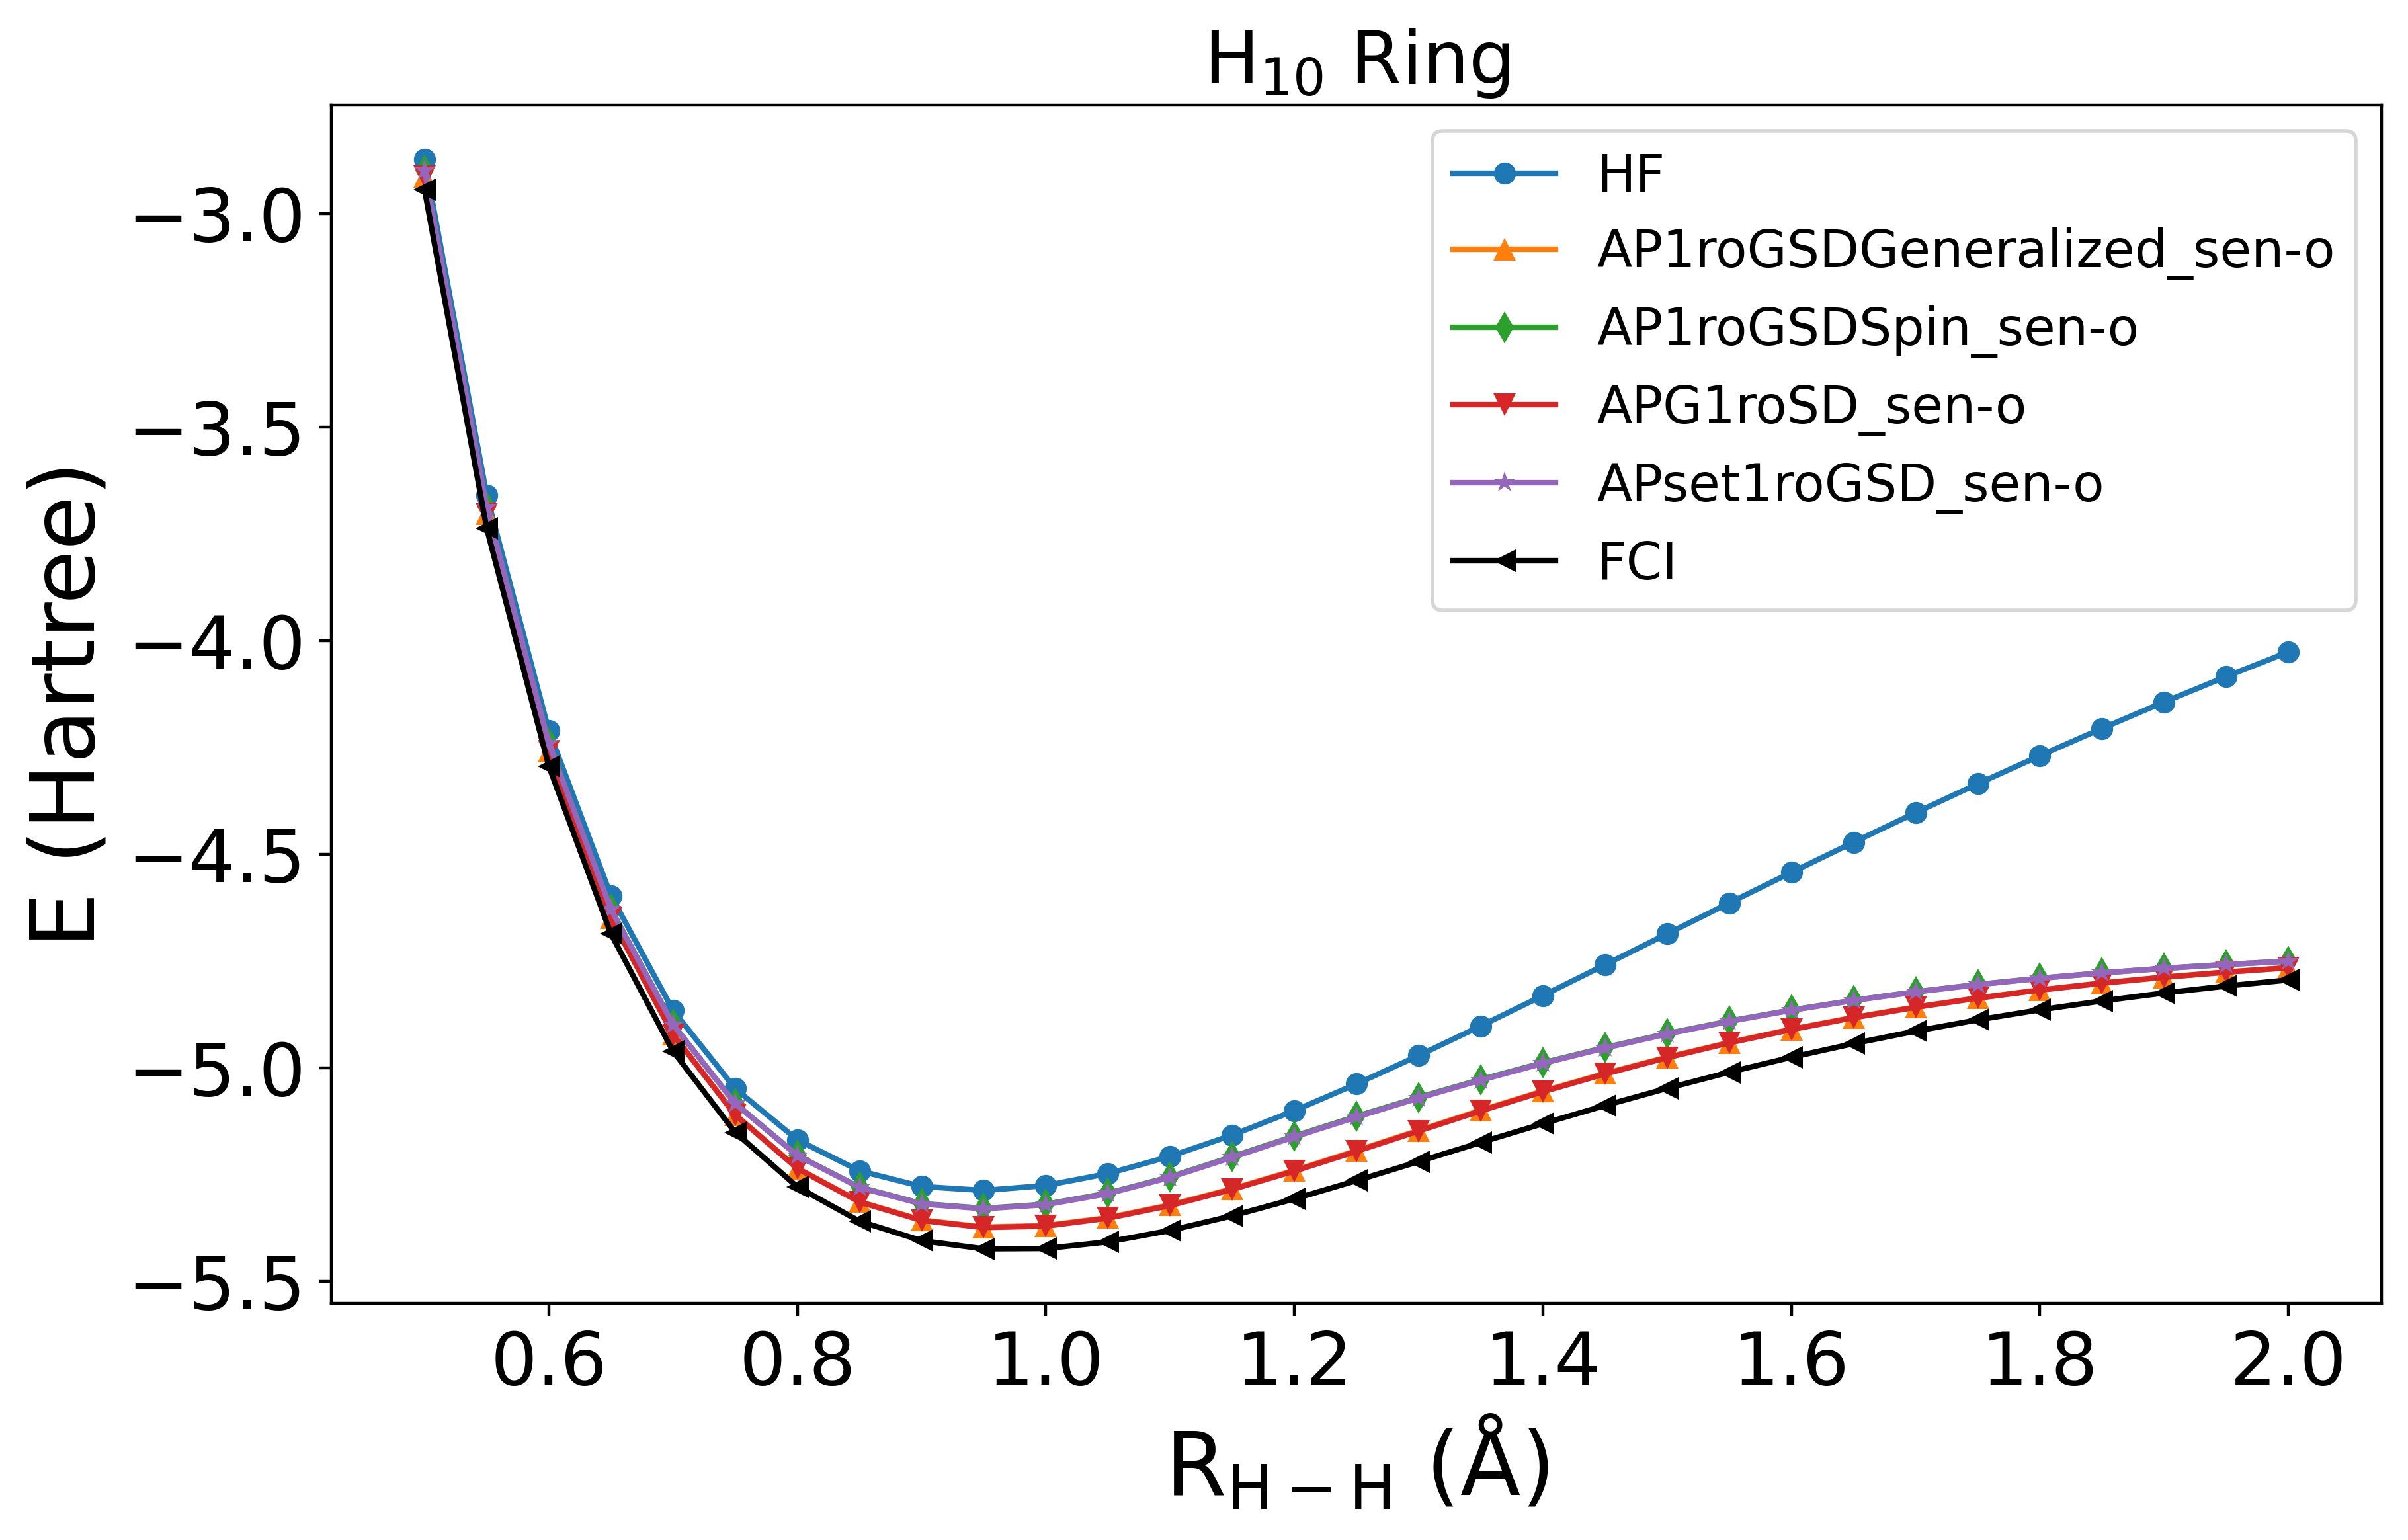 H₁₀ Ring
HF
AP1roGSDGeneralized_sen-o
AP1roGSDSpin_sen-o
APG1roSD_sen-o
APset1roGSD_sen-o
FCI
E (Hartree)
−3.0
−3.5
−4.0
−4.5
−5.0
−5.5
0.6 0.8 1.0 1.2 1.4 1.6 1.8 2.0
R_H−H (Å)